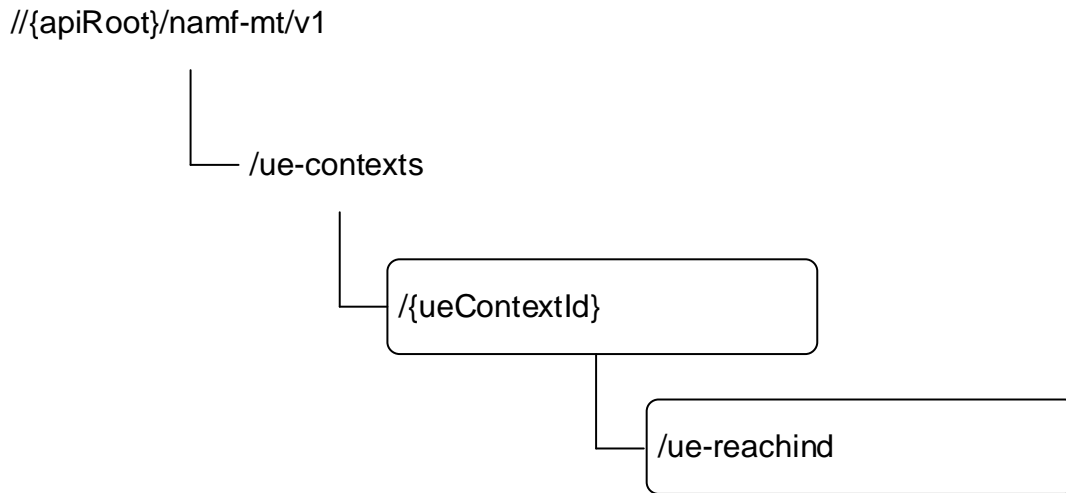 //{apiRoot}/namf-mt/v1
/ue-contexts
/{ueContextId}
/ue-reachind